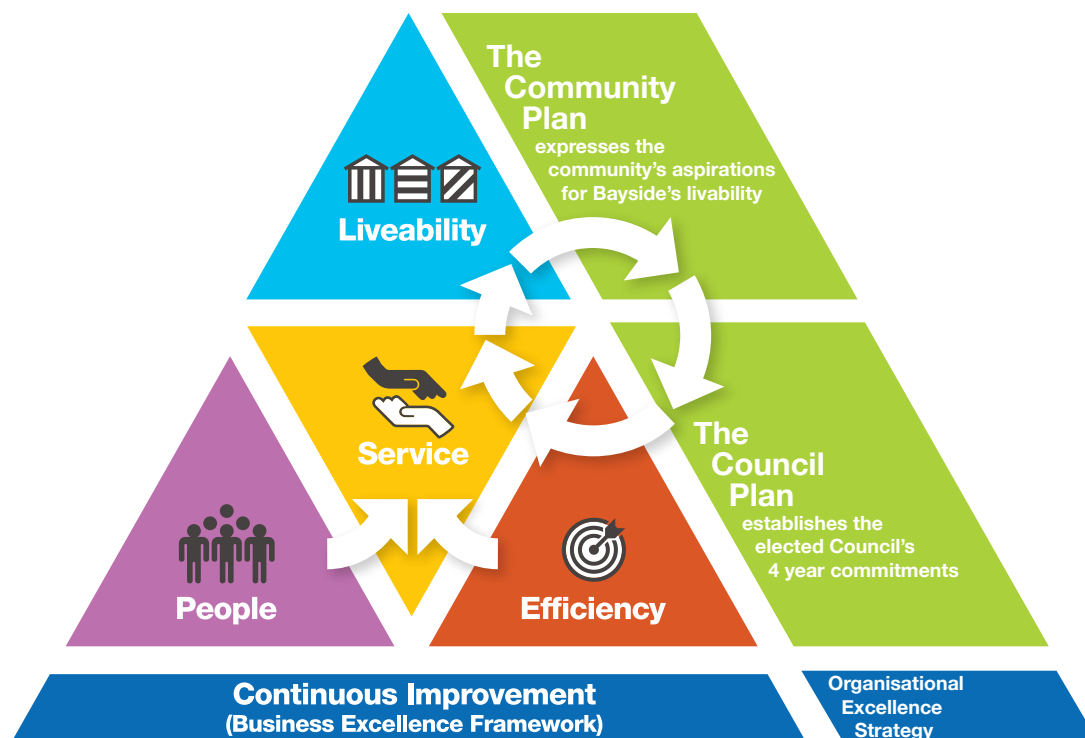 The
Community
Plan
expresses the
community's aspirations
for Bayside's livability
Liveability
Service
People
Efficiency
The
Council
Plan
establishes the
elected Council's
4 year commitments
Continuous Improvement
(Business Excellence Framework)
Organisational
Excellence
Strategy